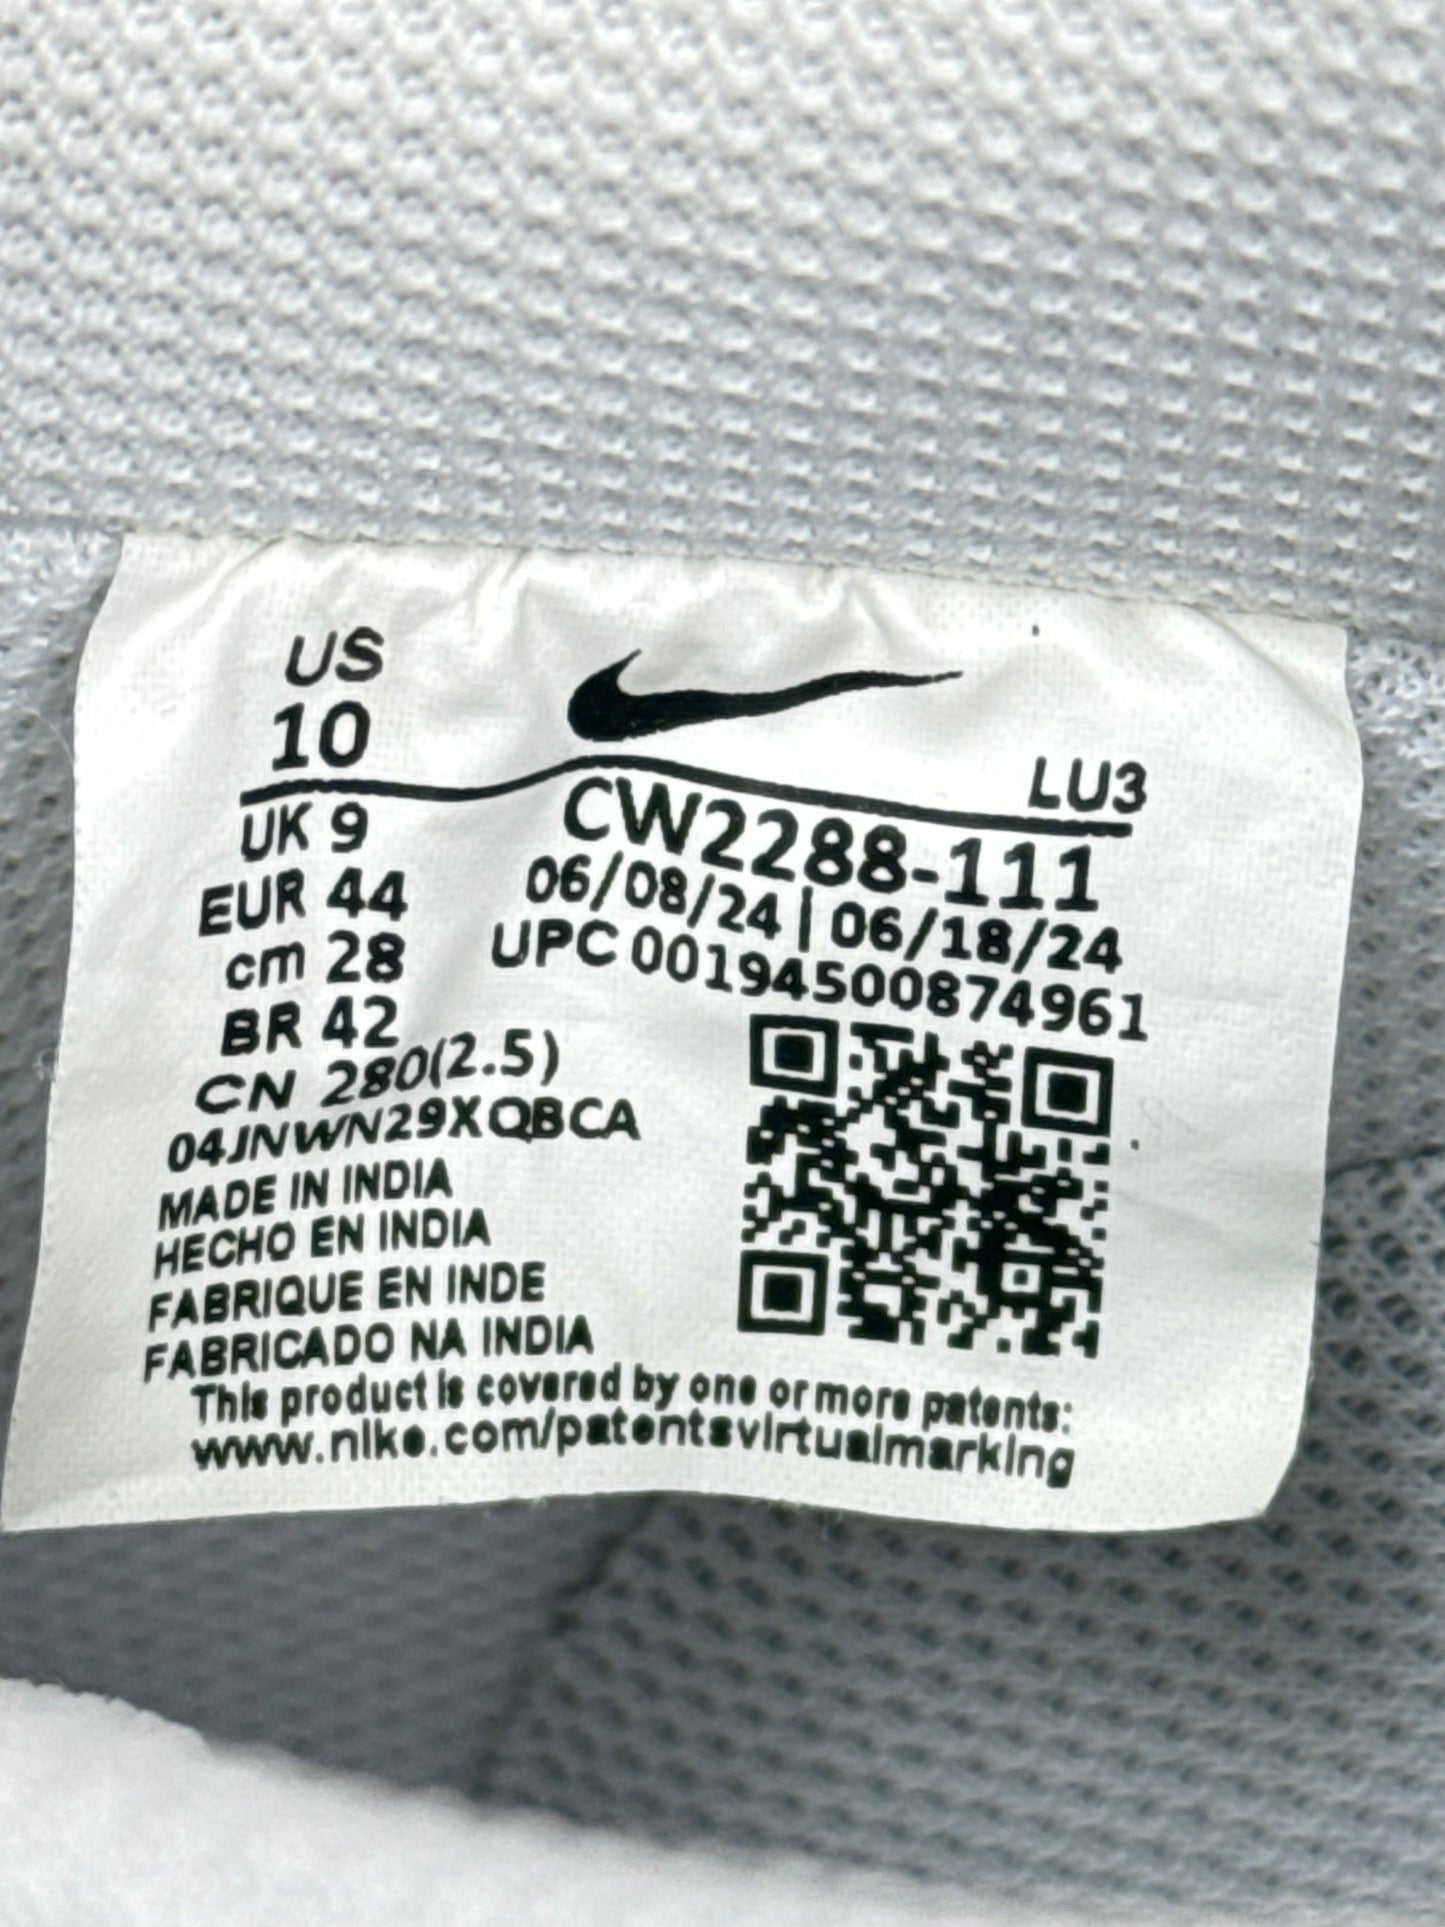 US
10
LU3
UK 9
EUR 44
cm 28
BR 42
CN 280(2.5)
CW2288-111
06/08/24 | 06/18/24
UPC 00194500874961
04JNWN29XQBCA
MADE IN INDIA
HECHO EN INDIA
FABRIQUE EN INDE
FABRICADO NA INDIA
This product is covered by one or more patents:
www.nike.com/patentsvirtualmarking